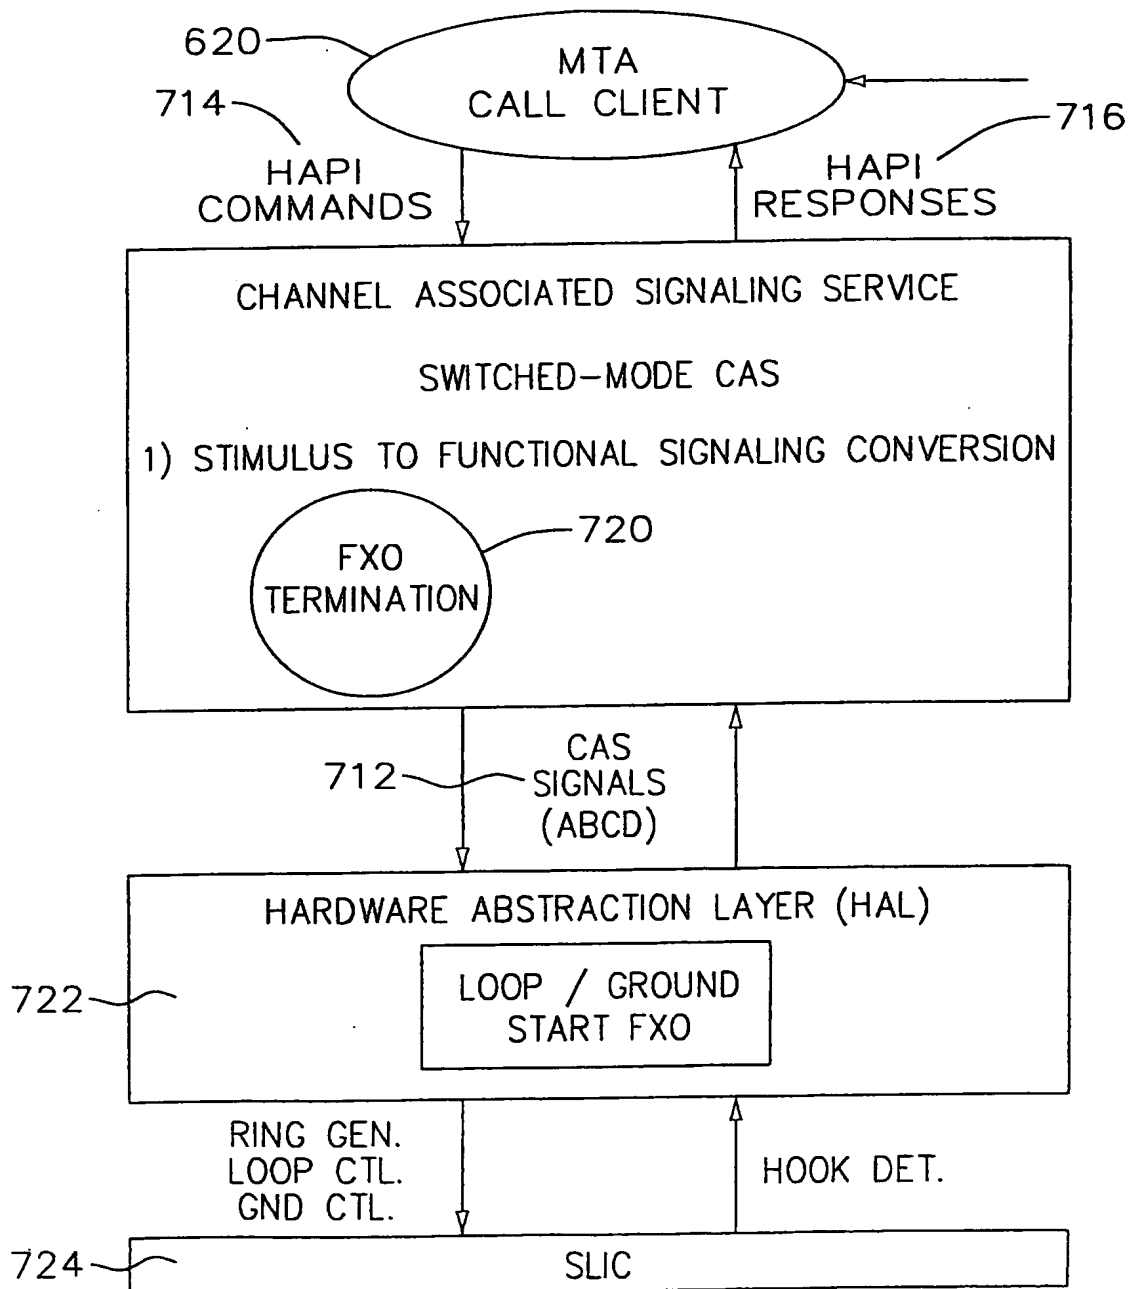 620
MTA
CALL CLIENT
714
716
HAPI
COMMANDS
HAPI
RESPONSES
CHANNEL ASSOCIATED SIGNALING SERVICE
SWITCHED-MODE CAS
1) STIMULUS TO FUNCTIONAL SIGNALING CONVERSION
720
FXO
TERMINATION
712
CAS
SIGNALS
(ABCD)
HARDWARE ABSTRACTION LAYER (HAL)
722
LOOP / GROUND
START FXO
RING GEN.
LOOP CTL.
GND CTL.
HOOK DET.
724
SLIC